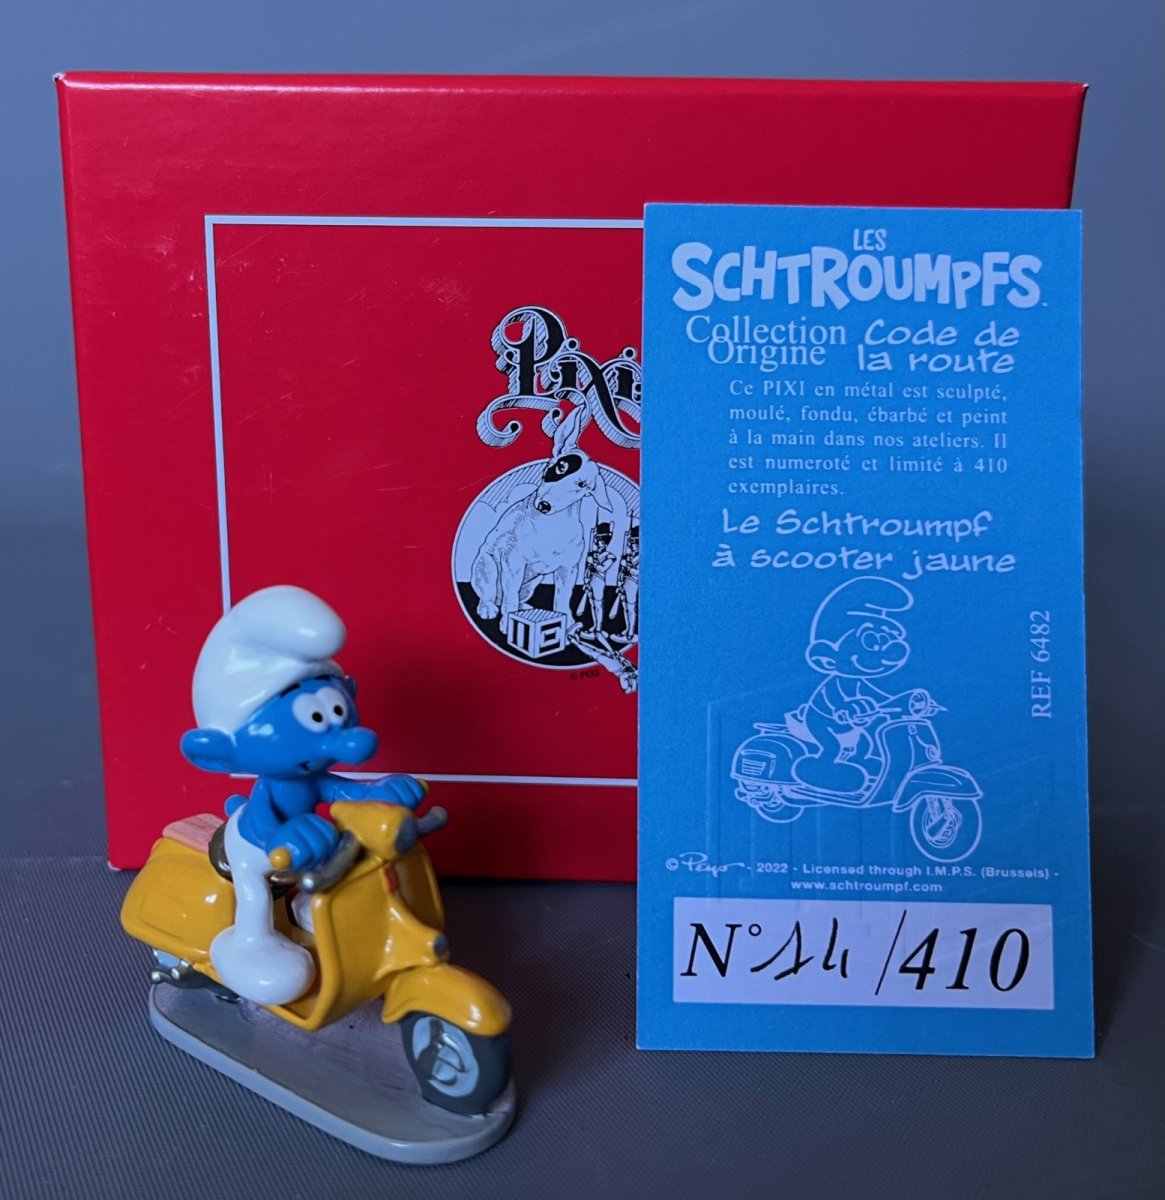 Pixi
© PIXI
LES
SCHTROUMPFS
Collection Code de
Origine la route
Ce PIXI en métal est sculpté,
moulé, fondu, ébarbé et peint
à la main dans nos ateliers. Il
est numeroté et limité à 410
exemplaires.
Le Schtroumpf
à scooter jaune
REF 6482
© Peyo - 2022 - Licensed through I.M.P.S. (Brussels) -
www.schtroumpf.com
N° 14 /410